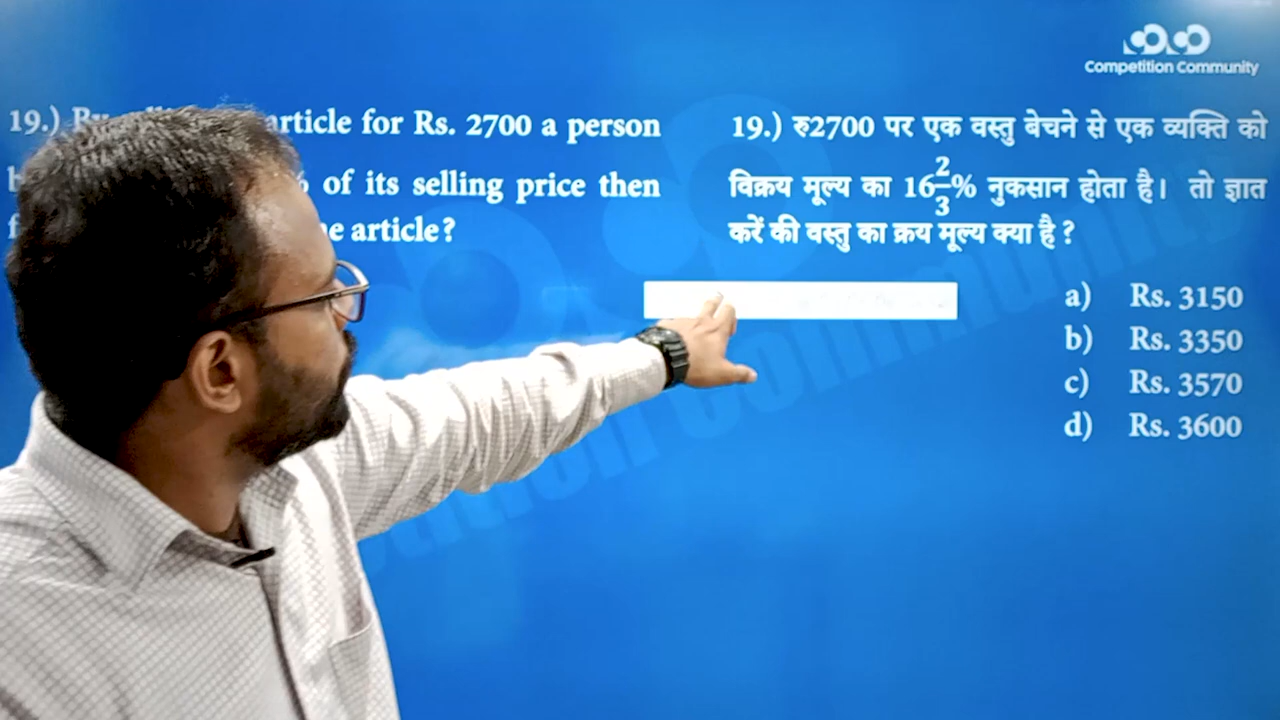 Competition Community
19.) article for Rs. 2700 a person
of its selling price then
article?
19.) रु2700 पर एक वस्तु बेचने से एक व्यक्ति को
विक्रय मूल्य का 16 2/3% नुकसान होता है। तो ज्ञात
करें की वस्तु का क्रय मूल्य क्या है ?
a) Rs. 3150
b) Rs. 3350
c) Rs. 3570
d) Rs. 3600